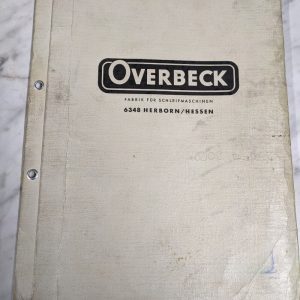 OVERBECK
FABRIK FÜR SCHLEIFMASCHINEN
6348 HERBORN/HESSEN